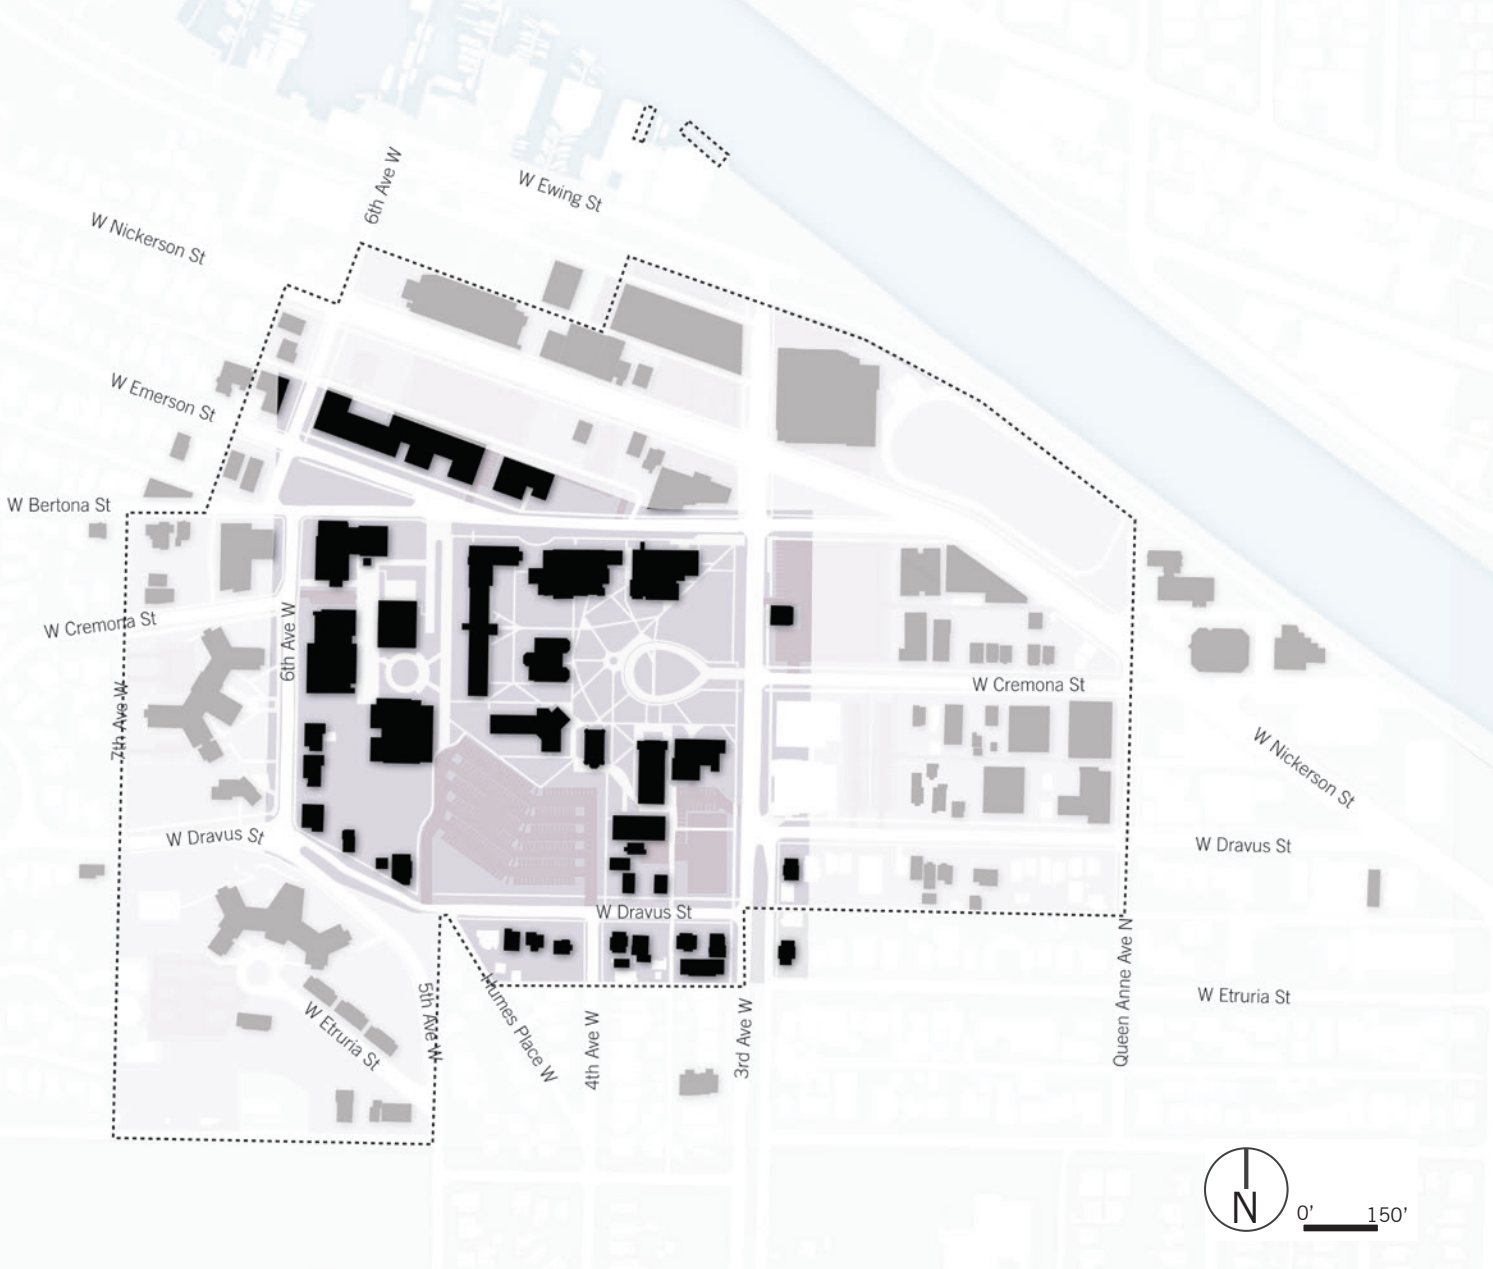 6th Ave W
W Ewing St
W Nickerson St
W Emerson St
W Bertona St
W Cremona St
6th Ave W
7th Ave W
W Cremona St
W Nickerson St
W Dravus St
W Dravus St
W Dravus St
Humes Place W
5th Ave W
W Etruria St
W Etruria St
4th Ave W
3rd Ave W
Queen Anne Ave N
N
0' 150'